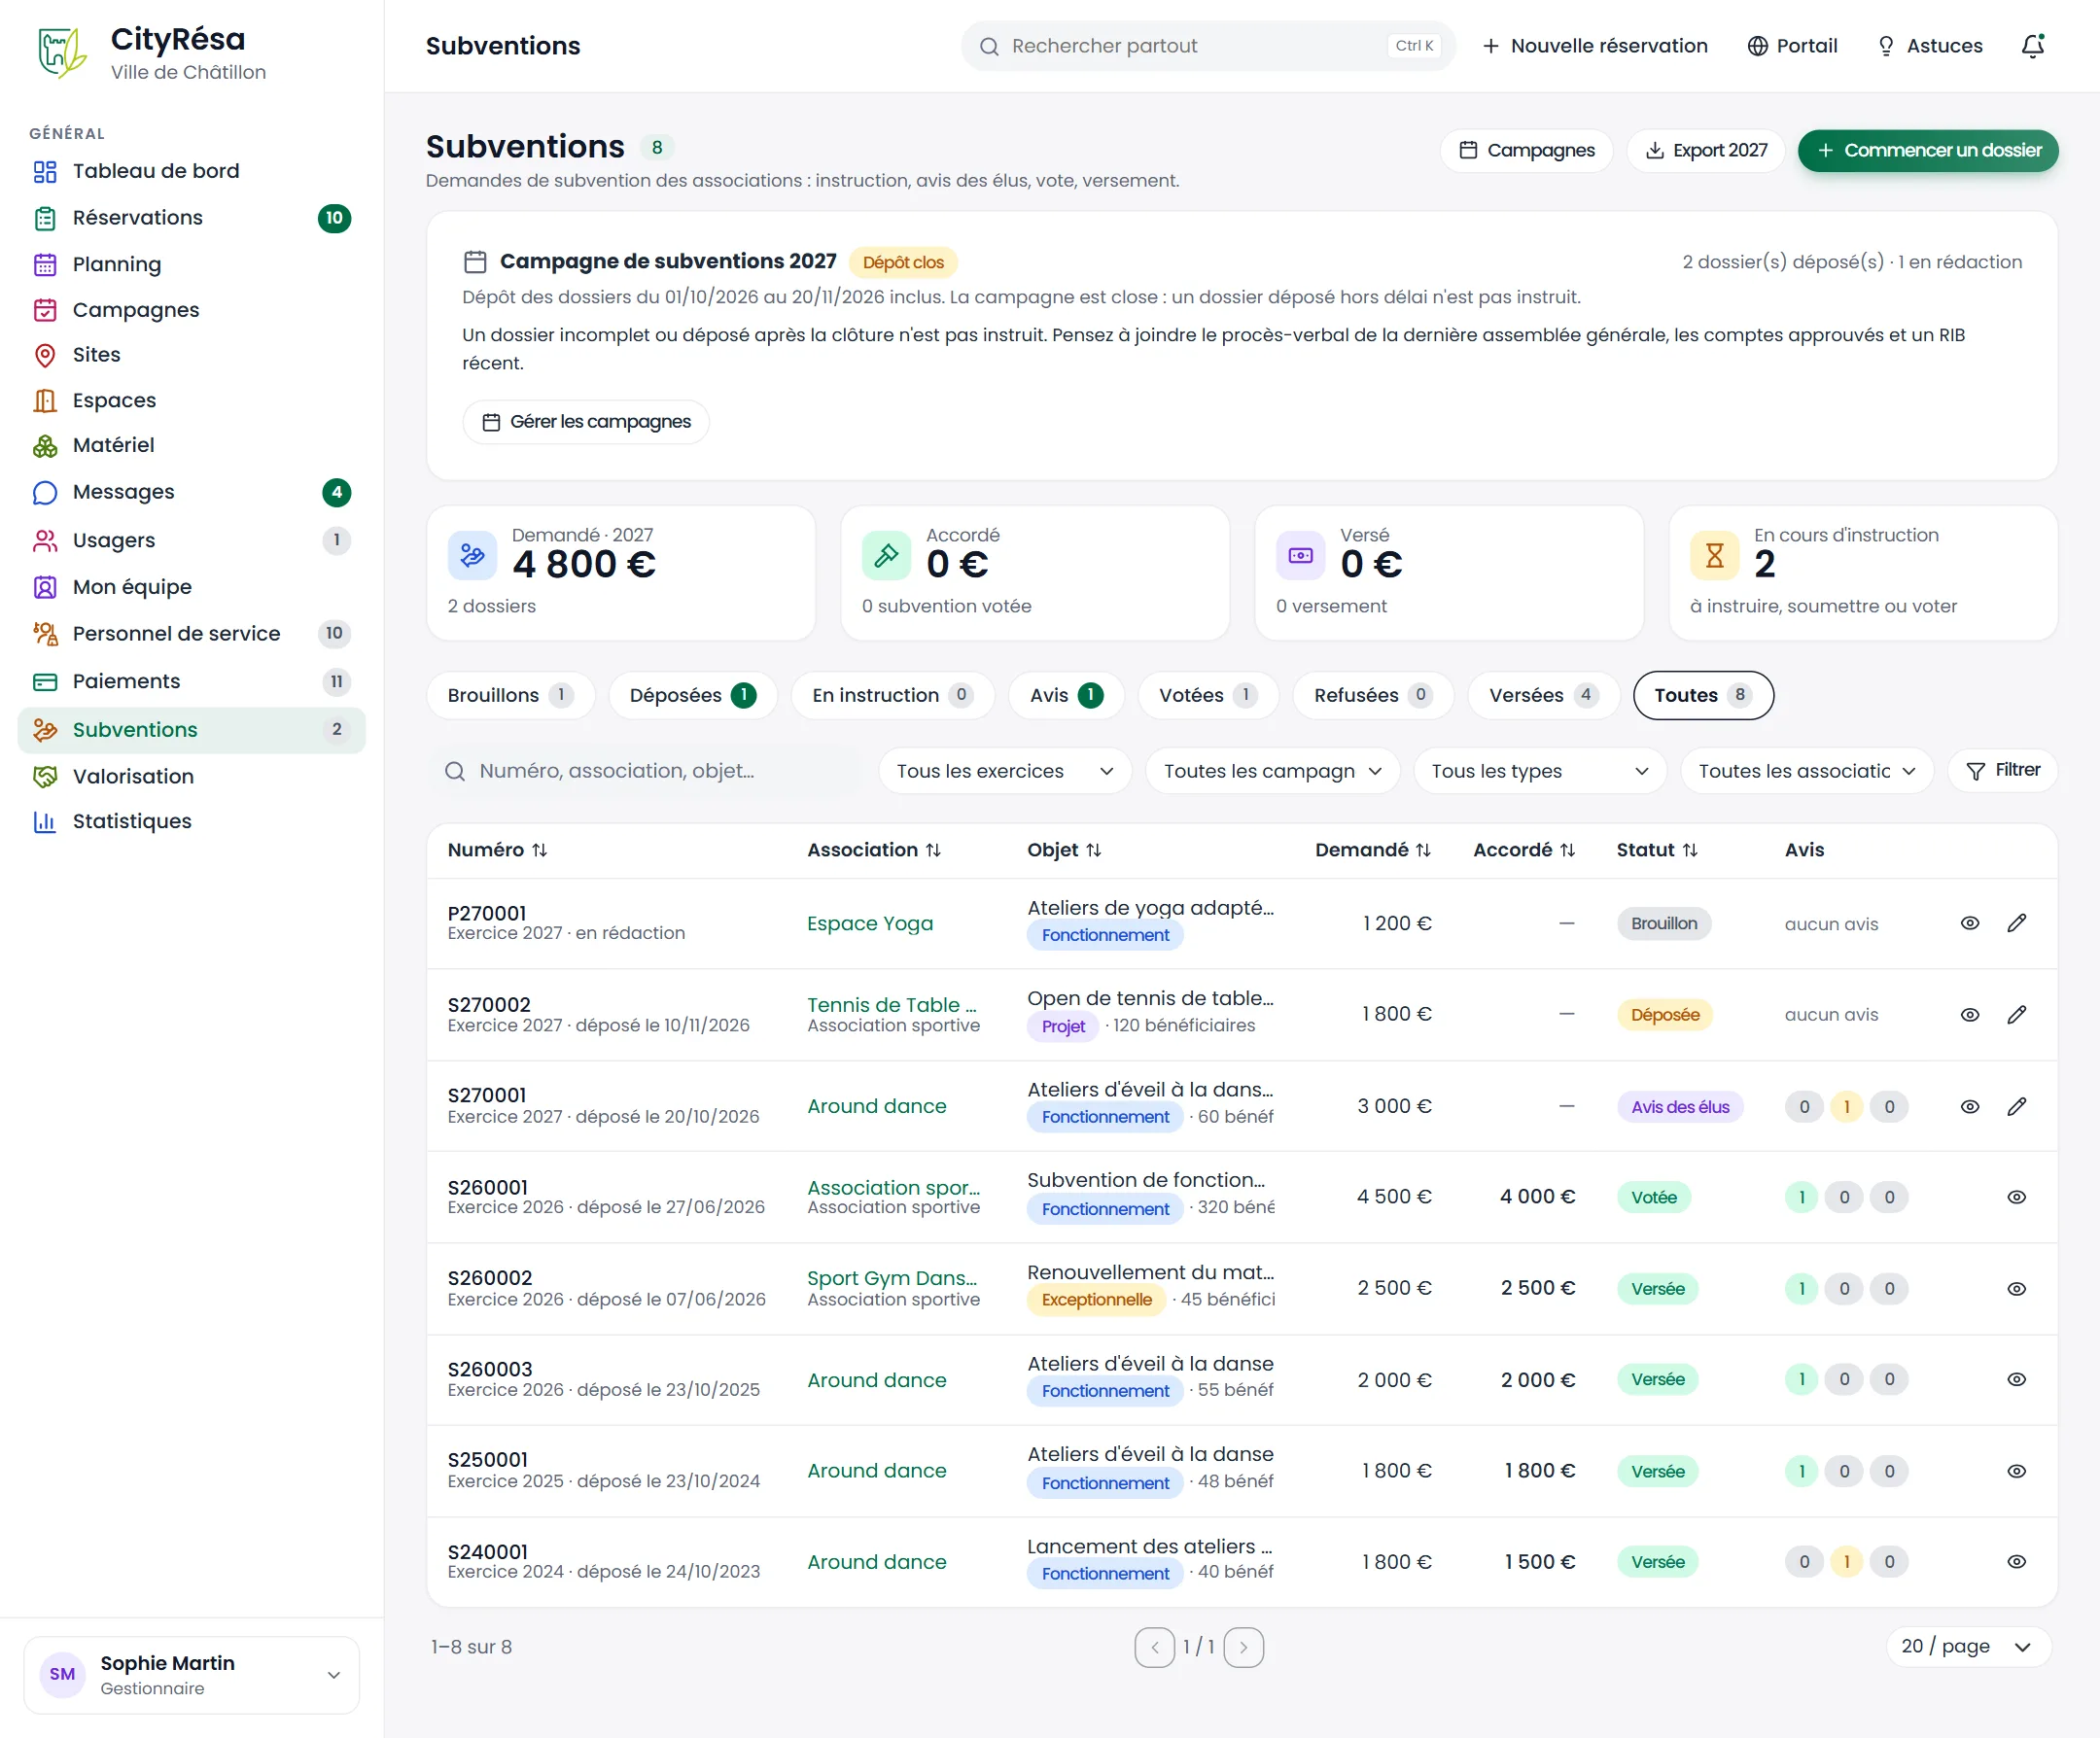 CityRésa
Ville de Châtillon
GÉNÉRAL
Tableau de bord
Réservations 10
Planning
Campagnes
Sites
Espaces
Matériel
Messages 4
Usagers 1
Mon équipe
Personnel de service 10
Paiements 11
Subventions 2
Valorisation
Statistiques
SM
Sophie Martin
Gestionnaire
Subventions
Rechercher partout Ctrl K
Nouvelle réservation
Portail
Astuces
Subventions 8
Demandes de subvention des associations : instruction, avis des élus, vote, versement.
Campagnes
Export 2027
Commencer un dossier
Campagne de subventions 2027 Dépôt clos
2 dossier(s) déposé(s) · 1 en rédaction
Dépôt des dossiers du 01/10/2026 au 20/11/2026 inclus. La campagne est close : un dossier déposé hors délai n'est pas instruit.
Un dossier incomplet ou déposé après la clôture n'est pas instruit. Pensez à joindre le procès-verbal de la dernière assemblée générale, les comptes approuvés et un RIB
récent.
Gérer les campagnes
Demandé · 2027
4 800 €
2 dossiers
Accordé
0 €
0 subvention votée
Versé
0 €
0 versement
En cours d'instruction
2
à instruire, soumettre ou voter
Brouillons 1
Déposées 1
En instruction 0
Avis 1
Votées 1
Refusées 0
Versées 4
Toutes 8
Numéro, association, objet...
Tous les exercices
Toutes les campagn
Tous les types
Toutes les associatic
Filtrer
Numéro Association Objet Demandé Accordé Statut Avis
P270001
Exercice 2027 · en rédaction
Espace Yoga
Ateliers de yoga adapté...
Fonctionnement
1 200 € — Brouillon aucun avis
S270002
Exercice 2027 · déposé le 10/11/2026
Tennis de Table ...
Association sportive
Open de tennis de table...
Projet · 120 bénéficiaires
1 800 € — Déposée aucun avis
S270001
Exercice 2027 · déposé le 20/10/2026
Around dance
Ateliers d'éveil à la dans...
Fonctionnement · 60 bénéf
3 000 € — Avis des élus 0 1 0
S260001
Exercice 2026 · déposé le 27/06/2026
Association spor...
Association sportive
Subvention de fonction...
Fonctionnement · 320 béné
4 500 € 4 000 € Votée 1 0 0
S260002
Exercice 2026 · déposé le 07/06/2026
Sport Gym Dans...
Association sportive
Renouvellement du mat...
Exceptionnelle · 45 bénéfici
2 500 € 2 500 € Versée 1 0 0
S260003
Exercice 2026 · déposé le 23/10/2025
Around dance
Ateliers d'éveil à la danse
Fonctionnement · 55 bénéf
2 000 € 2 000 € Versée 1 0 0
S250001
Exercice 2025 · déposé le 23/10/2024
Around dance
Ateliers d'éveil à la danse
Fonctionnement · 48 bénéf
1 800 € 1 800 € Versée 1 0 0
S240001
Exercice 2024 · déposé le 24/10/2023
Around dance
Lancement des ateliers ...
Fonctionnement · 40 bénéf
1 800 € 1 500 € Versée 0 1 0
1–8 sur 8
1 / 1
20 / page